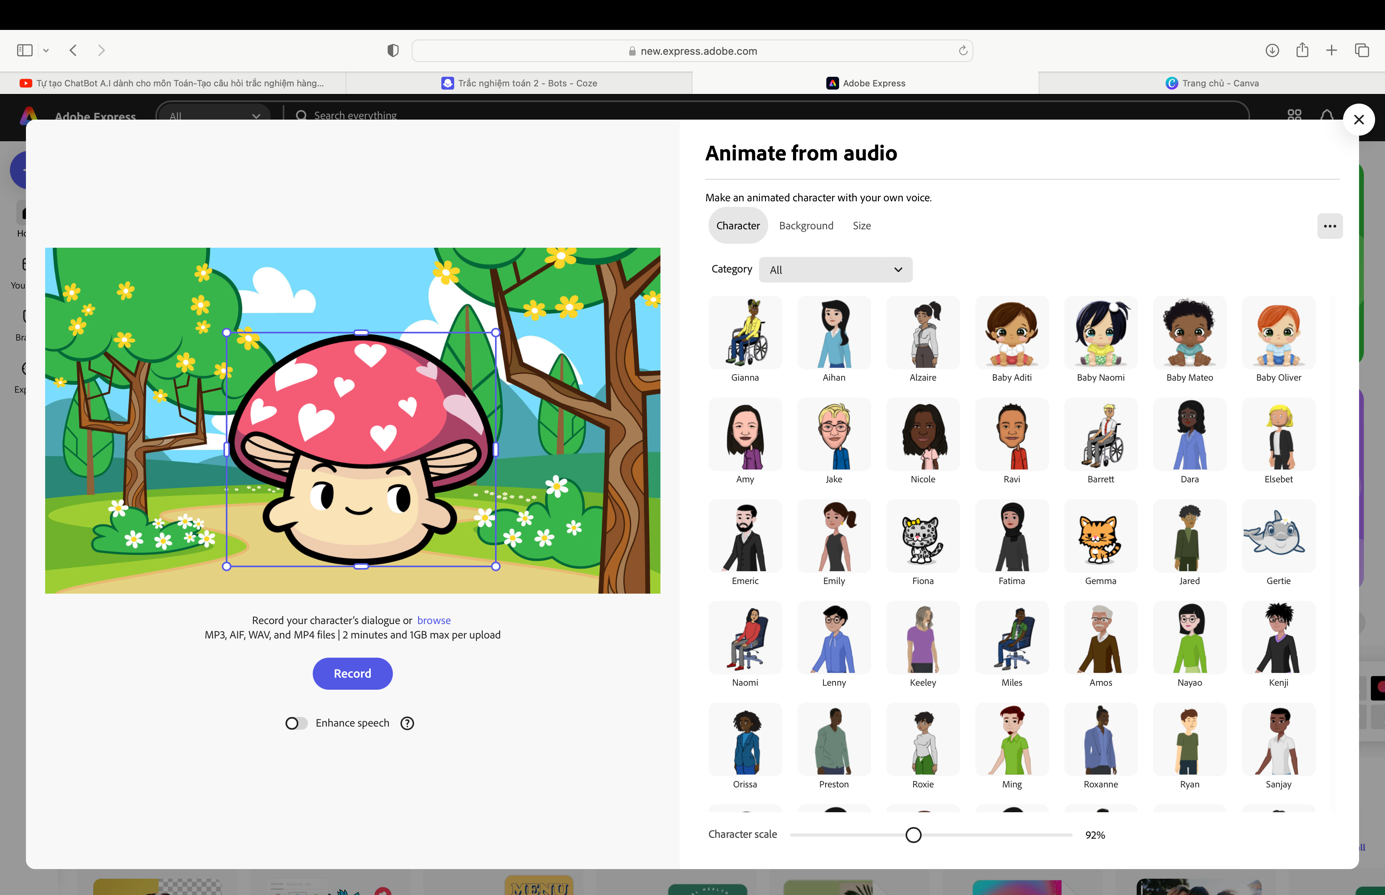 new.express.adobe.com
Tự tạo ChatBot A.I dành cho môn Toán-Tạo câu hỏi trắc nghiệm hàng...
Trắc nghiệm toán 2 - Bots - Coze
Adobe Express
Trang chủ - Canva
Adobe Express
All
Search everything
Animate from audio
Make an animated character with your own voice.
Character
Background
Size
Category
All
Gianna
Aihan
Alzaire
Baby Aditi
Baby Naomi
Baby Mateo
Baby Oliver
Amy
Jake
Nicole
Ravi
Barrett
Dara
Elsebet
Emeric
Emily
Fiona
Fatima
Gemma
Jared
Gertie
Naomi
Lenny
Keeley
Miles
Amos
Nayao
Kenji
Orissa
Preston
Roxie
Ming
Roxanne
Ryan
Sanjay
Character scale
92%
Record your character's dialogue or browse
MP3, AIF, WAV, and MP4 files | 2 minutes and 1GB max per upload
Record
Enhance speech ?
MENU